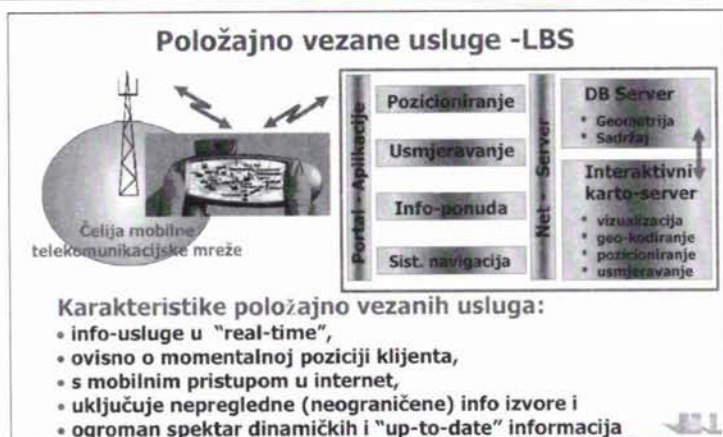 Položajno vezane usluge -LBS
Čelija mobilne
telekomunikacijske mreže
Portal - Aplikacije
Pozicioniranje
Usmjeravanje
Info-ponuda
Sist. navigacija
Net - Server
DB Server
* Geometrija
* Sadržaj
Interaktivni
karto-server
* vizualizacija
* geo-kodiranje
* pozicioniranje
* usmjeravanje
Karakteristike položajno vezanih usluga:
• info-usluge u "real-time",
• ovisno o momentalnoj poziciji klijenta,
• s mobilnim pristupom u internet,
• uključuje nepregledne (neograničene) info izvore i
• ogroman spektar dinamičkih i "up-to-date" informacija